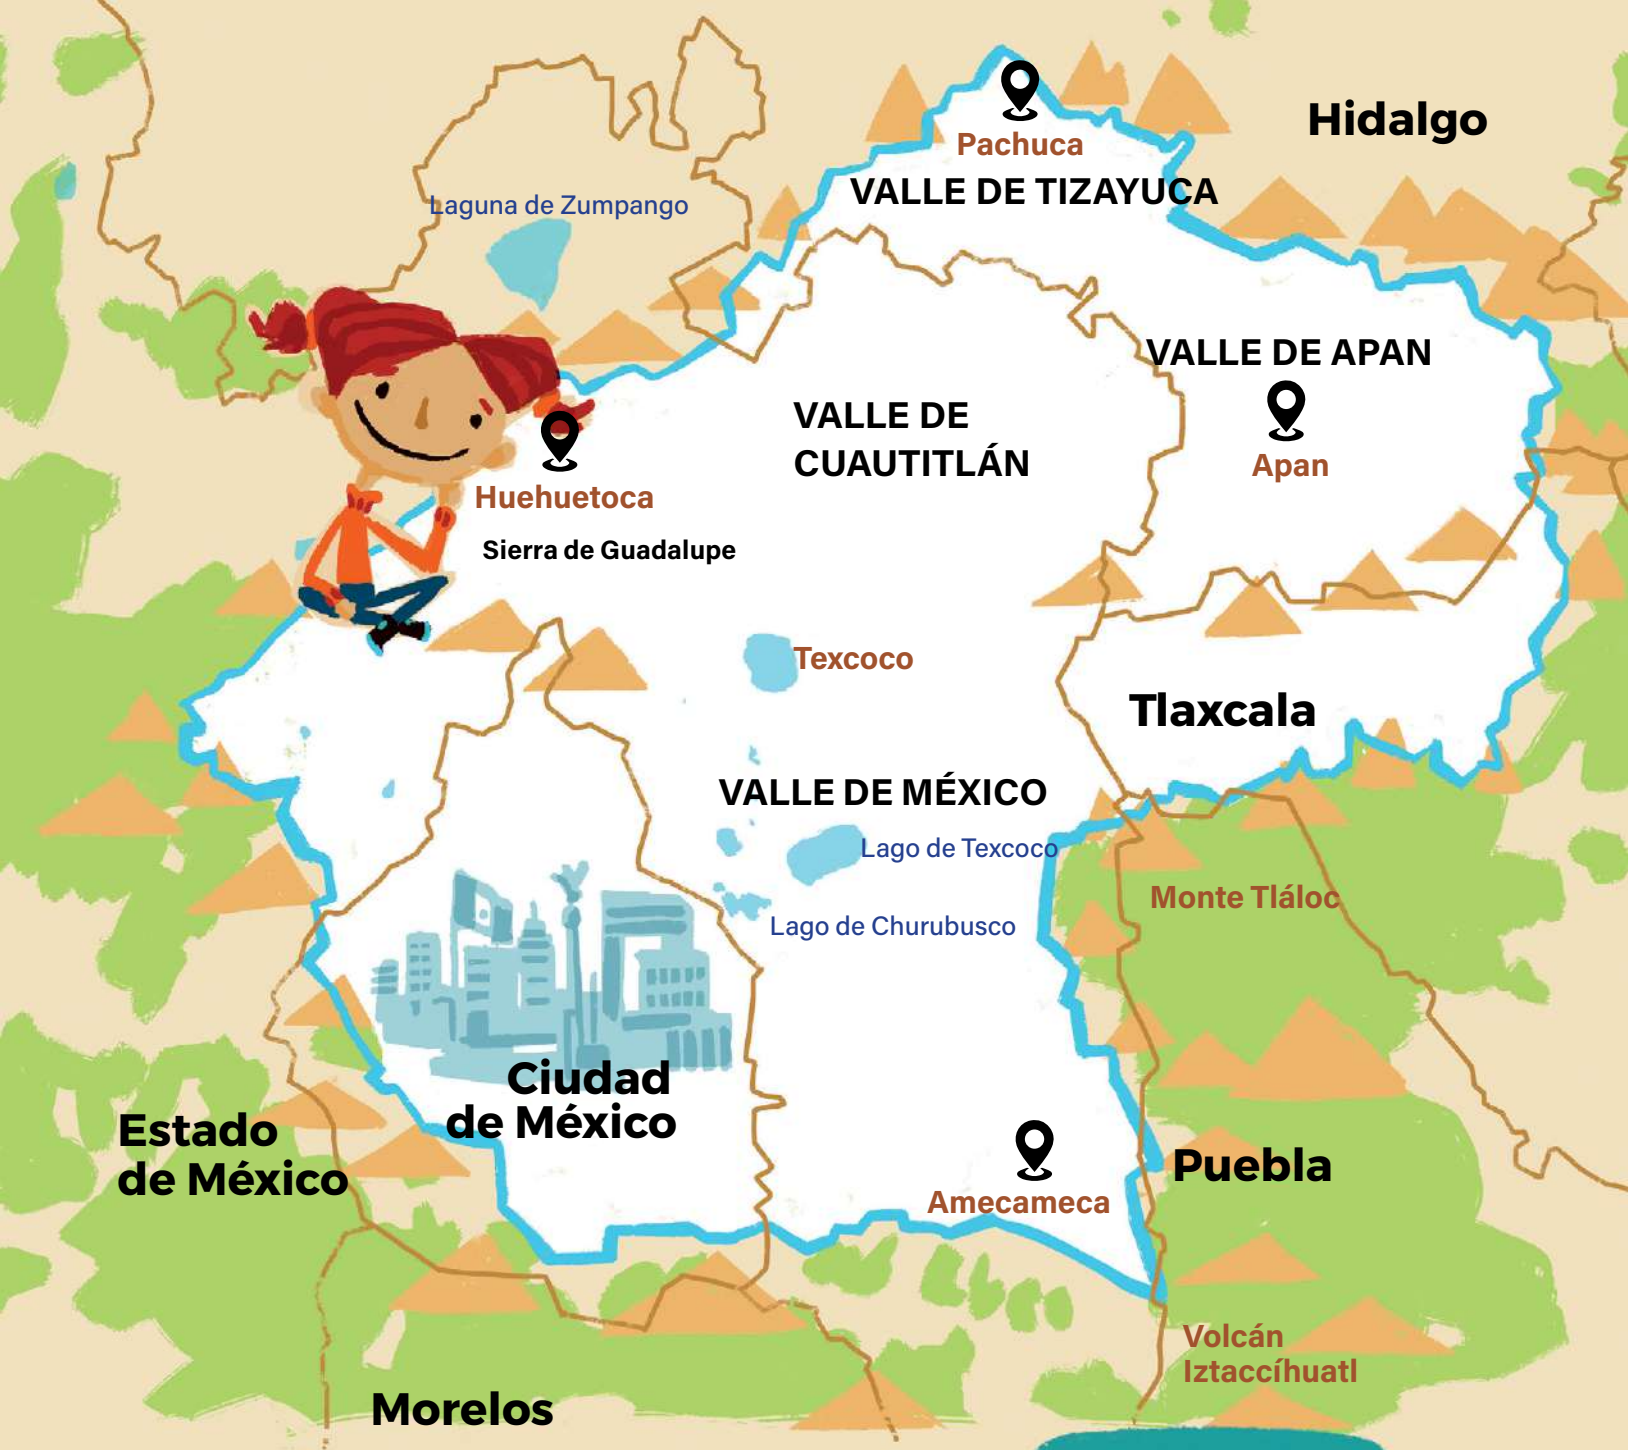 Hidalgo
Pachuca
VALLE DE TIZAYUCA
Laguna de Zumpango
VALLE DE APAN
VALLE DE
CUAUTITLÁN
Apan
Huehuetoca
Sierra de Guadalupe
Texcoco
Tlaxcala
VALLE DE MÉXICO
Lago de Texcoco
Monte Tláloc
Lago de Churubusco
Ciudad
de México
Estado
de México
Puebla
Amecameca
Volcán
Iztaccíhuatl
Morelos